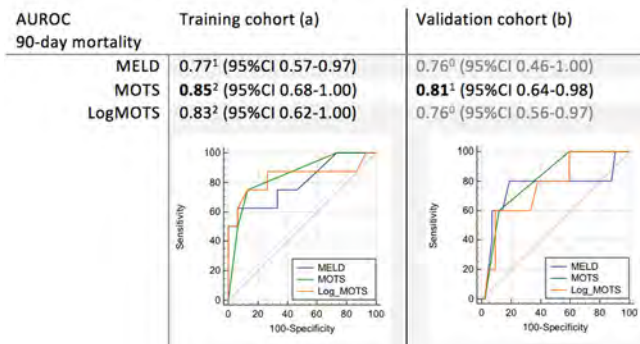 AUROC Training cohort (a) Validation cohort (b)
90-day mortality
MELD 0.77¹ (95%CI 0.57-0.97) 0.76⁰ (95%CI 0.46-1.00)
MOTS 0.85² (95%CI 0.68-1.00) 0.81¹ (95%CI 0.64-0.98)
LogMOTS 0.83² (95%CI 0.62-1.00) 0.76⁰ (95%CI 0.56-0.97)
100
80
60
40
20
0
Sensitivity
MELD
MOTS
Log_MOTS
0 20 40 60 80 100
100-Specificity
100
80
60
40
20
0
Sensitivity
MELD
MOTS
Log_MOTS
0 20 40 60 80 100
100-Specificity